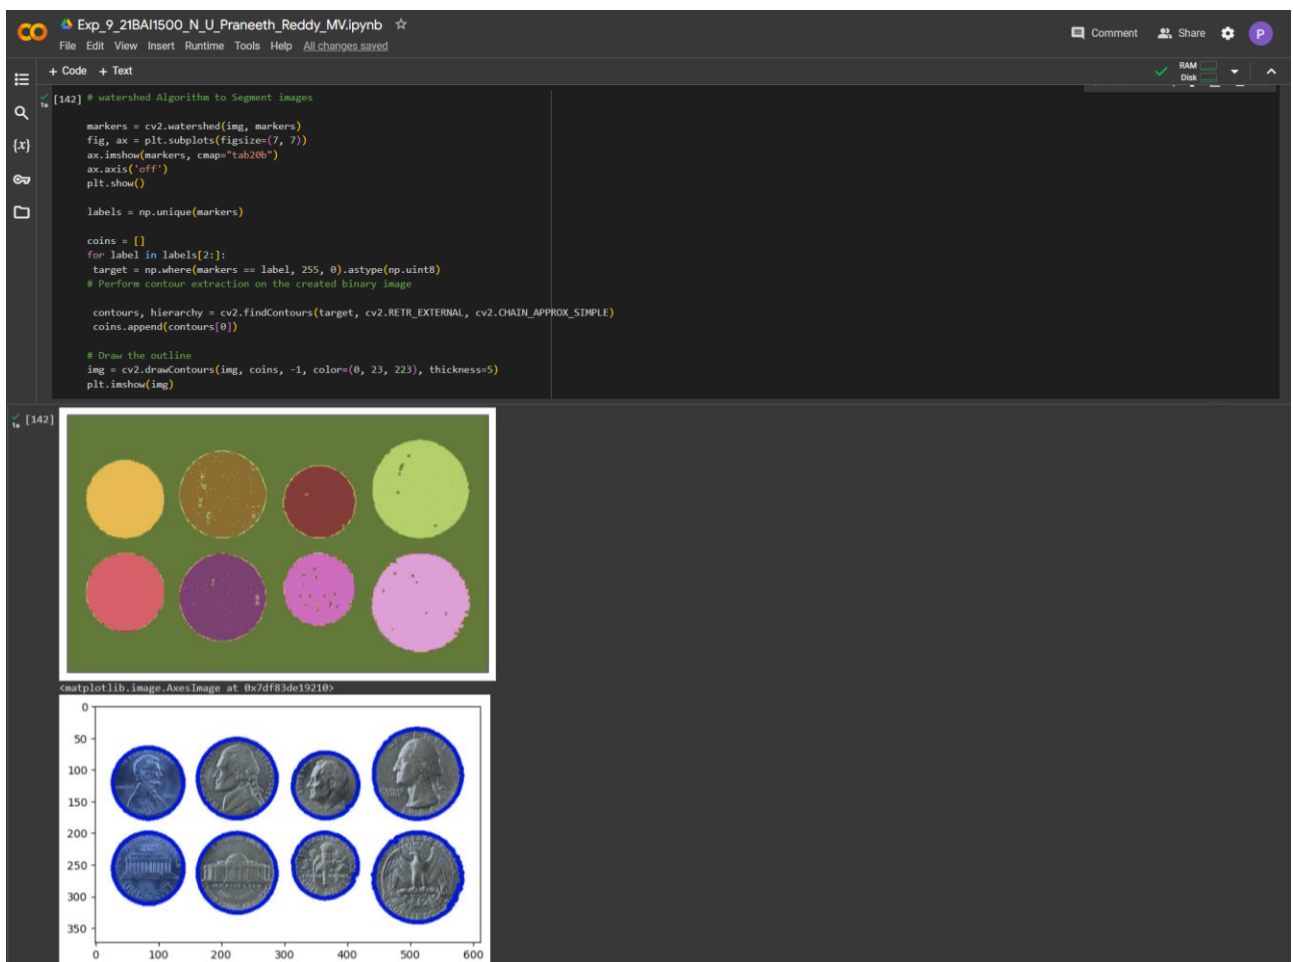 Exp_9_21BAI1500_N_U_Praneeth_Reddy_MV.ipynb
File Edit View Insert Runtime Tools Help All changes saved
Comment Share P
+ Code + Text
RAM
Disk
{x}
1s
[142] # watershed Algorithm to Segment images
markers = cv2.watershed(img, markers)
fig, ax = plt.subplots(figsize=(7, 7))
ax.imshow(markers, cmap="tab20b")
ax.axis('off')
plt.show()
labels = np.unique(markers)
coins = []
for label in labels[2:]:
target = np.where(markers == label, 255, 0).astype(np.uint8)
# Perform contour extraction on the created binary image
contours, hierarchy = cv2.findContours(target, cv2.RETR_EXTERNAL, cv2.CHAIN_APPROX_SIMPLE)
coins.append(contours[0])
# Draw the outline
img = cv2.drawContours(img, coins, -1, color=(0, 23, 223), thickness=5)
plt.imshow(img)
1s
[142]
<matplotlib.image.AxesImage at 0x7df83de19210>
0
50
100
150
200
250
300
350
0 100 200 300 400 500 600